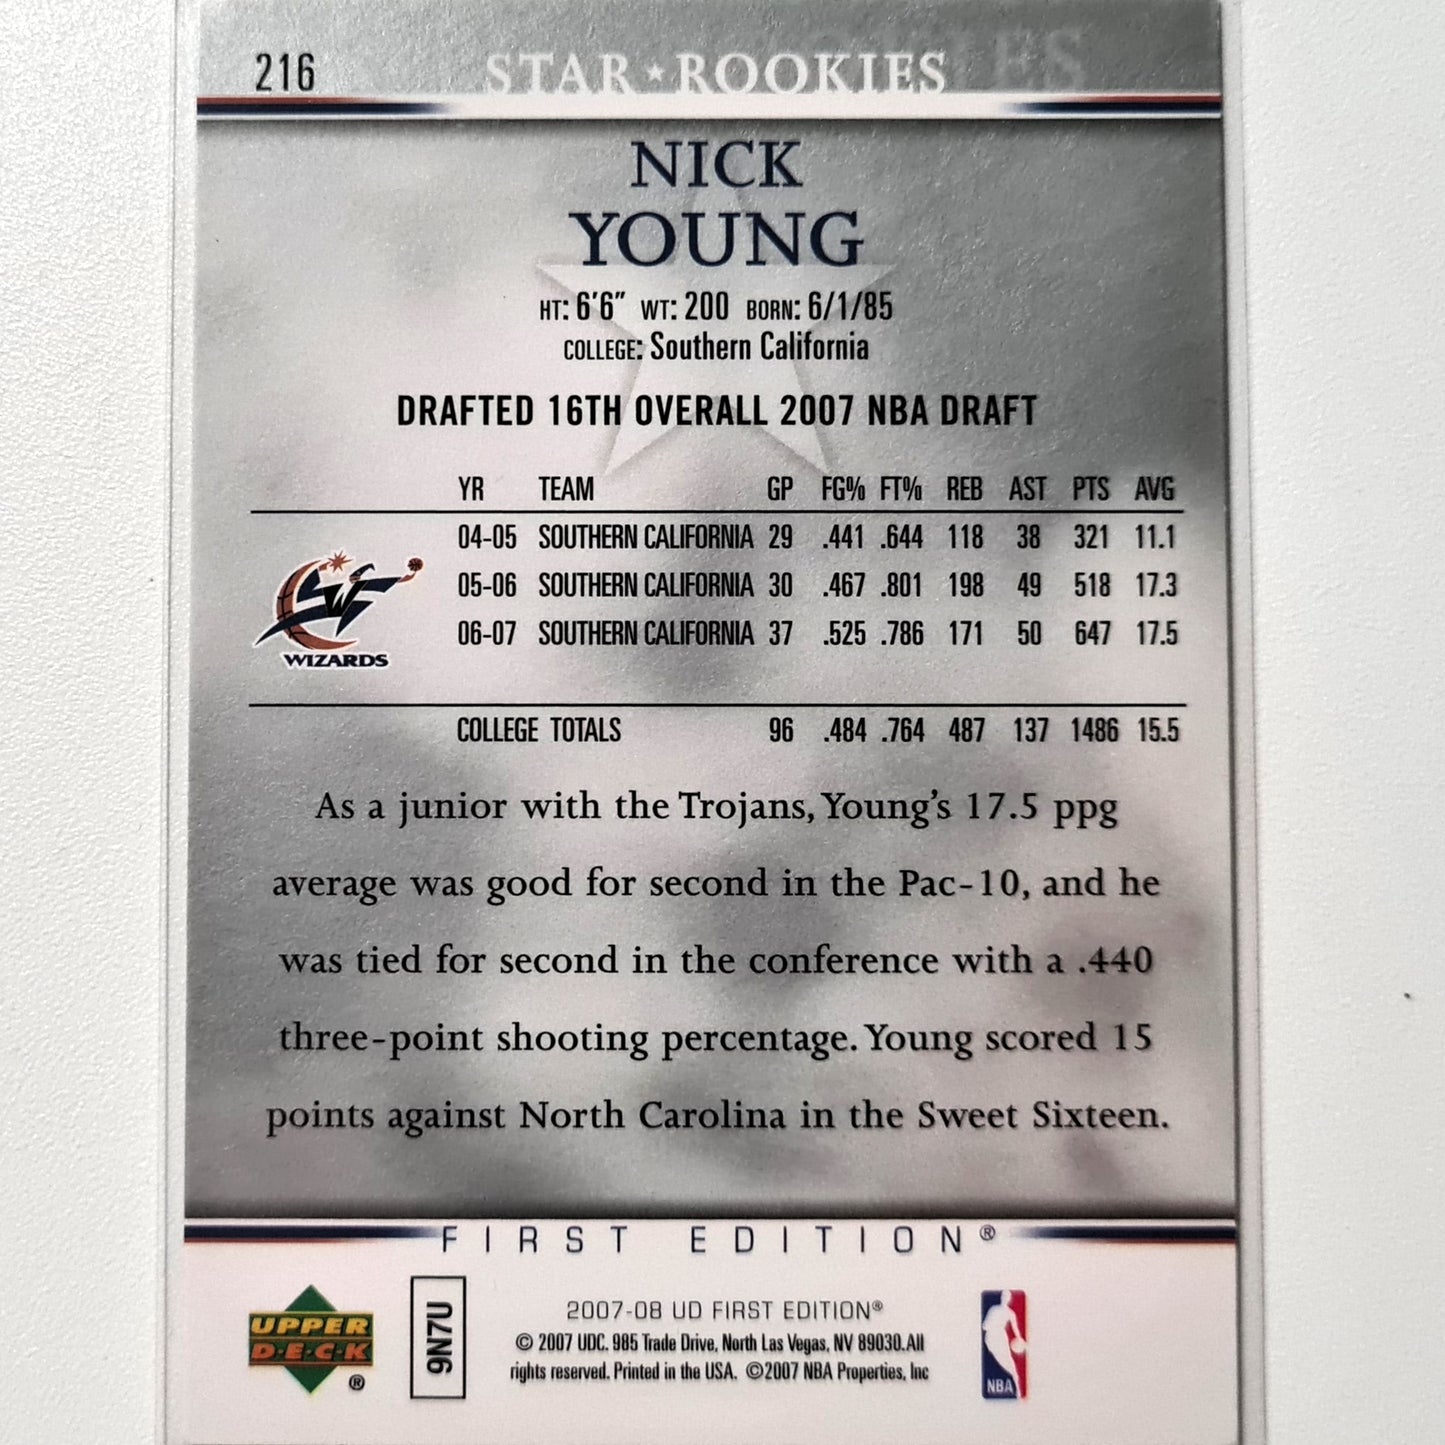 216 STAR★ROOKIES
NICK
YOUNG
HT: 6'6" WT: 200 BORN: 6/1/85
COLLEGE: Southern California
DRAFTED 16TH OVERALL 2007 NBA DRAFT
YR TEAM GP FG% FT% REB AST PTS AVG
04-05 SOUTHERN CALIFORNIA 29 .441 .644 118 38 321 11.1
05-06 SOUTHERN CALIFORNIA 30 .467 .801 198 49 518 17.3
06-07 SOUTHERN CALIFORNIA 37 .525 .786 171 50 647 17.5
W
WIZARDS
COLLEGE TOTALS 96 .484 .764 487 137 1486 15.5
As a junior with the Trojans, Young's 17.5 ppg
average was good for second in the Pac-10, and he
was tied for second in the conference with a .440
three-point shooting percentage. Young scored 15
points against North Carolina in the Sweet Sixteen.
FIRST EDITION®
UPPER
D·E·C·K
®
9N7U
2007-08 UD FIRST EDITION®
© 2007 UDC. 985 Trade Drive, North Las Vegas, NV 89030. All
rights reserved. Printed in the USA. ©2007 NBA Properties, Inc
NBA